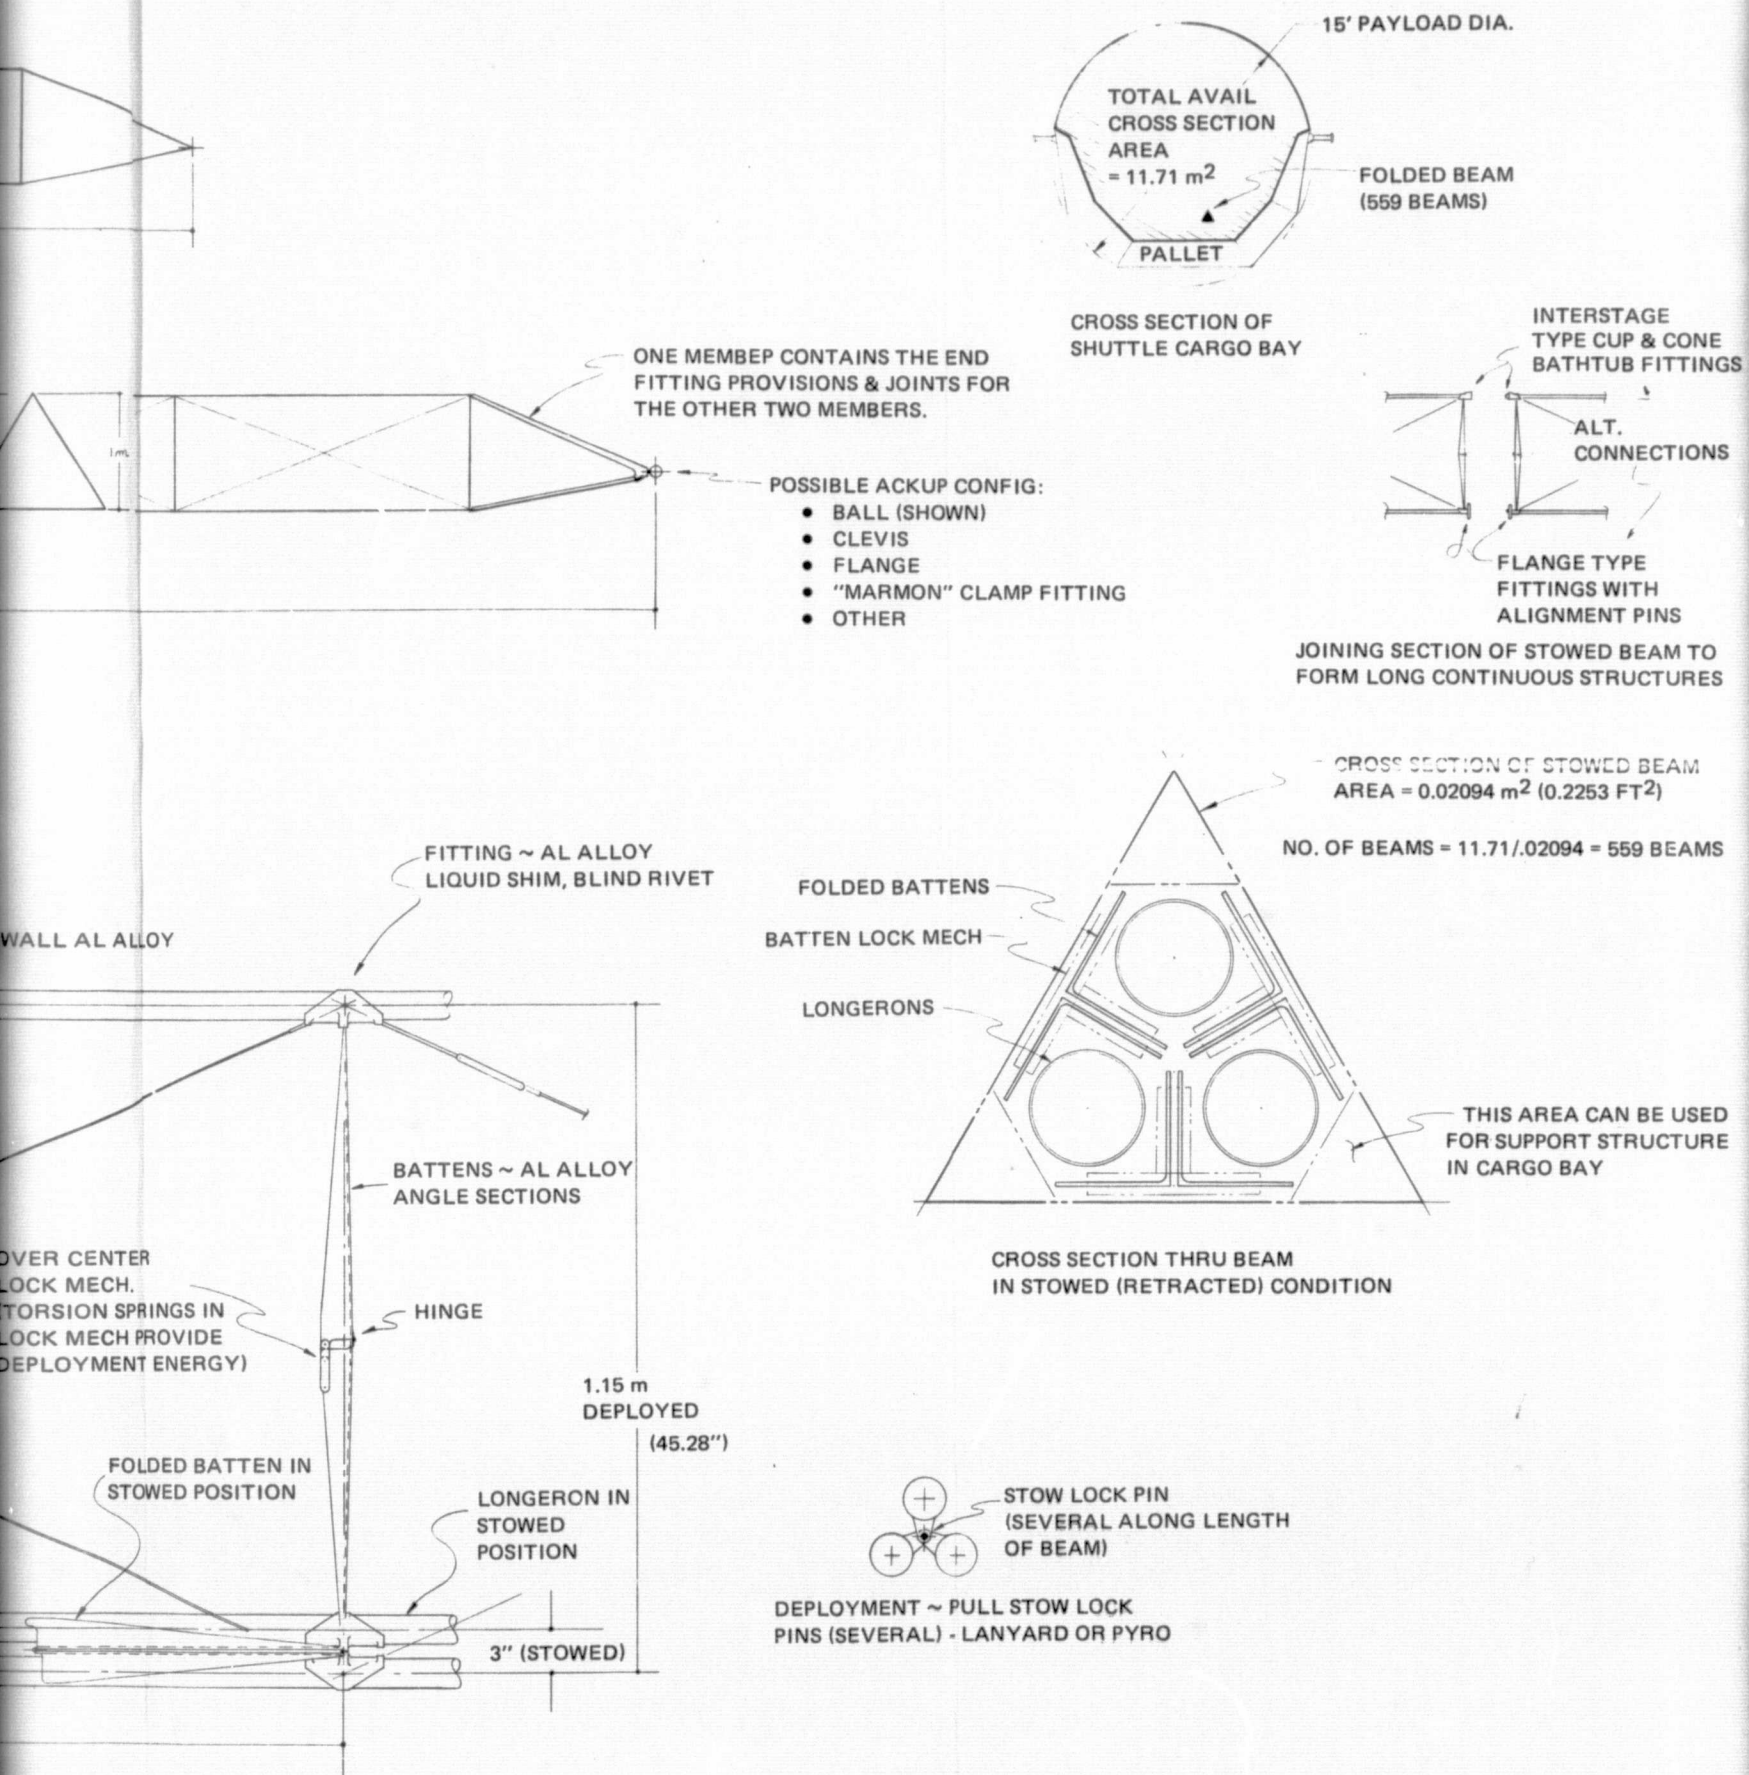 15' PAYLOAD DIA.
TOTAL AVAIL
CROSS SECTION
AREA
= 11.71 m²
FOLDED BEAM
(559 BEAMS)
PALLET
CROSS SECTION OF
SHUTTLE CARGO BAY
INTERSTAGE
TYPE CUP & CONE
BATHTUB FITTINGS
ALT.
CONNECTIONS
FLANGE TYPE
FITTINGS WITH
ALIGNMENT PINS
JOINING SECTION OF STOWED BEAM TO
FORM LONG CONTINUOUS STRUCTURES
ONE MEMBEP CONTAINS THE END
FITTING PROVISIONS & JOINTS FOR
THE OTHER TWO MEMBERS.
1m
POSSIBLE ACKUP CONFIG:
• BALL (SHOWN)
• CLEVIS
• FLANGE
• "MARMON" CLAMP FITTING
• OTHER
CROSS SECTION OF STOWED BEAM
AREA = 0.02094 m² (0.2253 FT²)
NO. OF BEAMS = 11.71/.02094 = 559 BEAMS
FOLDED BATTENS
BATTEN LOCK MECH
LONGERONS
THIS AREA CAN BE USED
FOR SUPPORT STRUCTURE
IN CARGO BAY
CROSS SECTION THRU BEAM
IN STOWED (RETRACTED) CONDITION
FITTING ~ AL ALLOY
LIQUID SHIM, BLIND RIVET
WALL AL ALLOY
BATTENS ~ AL ALLOY
ANGLE SECTIONS
OVER CENTER
LOCK MECH.
(TORSION SPRINGS IN
LOCK MECH PROVIDE
DEPLOYMENT ENERGY)
HINGE
1.15 m
DEPLOYED
(45.28")
FOLDED BATTEN IN
STOWED POSITION
LONGERON IN
STOWED
POSITION
3" (STOWED)
STOW LOCK PIN
(SEVERAL ALONG LENGTH
OF BEAM)
DEPLOYMENT ~ PULL STOW LOCK
PINS (SEVERAL) - LANYARD OR PYRO